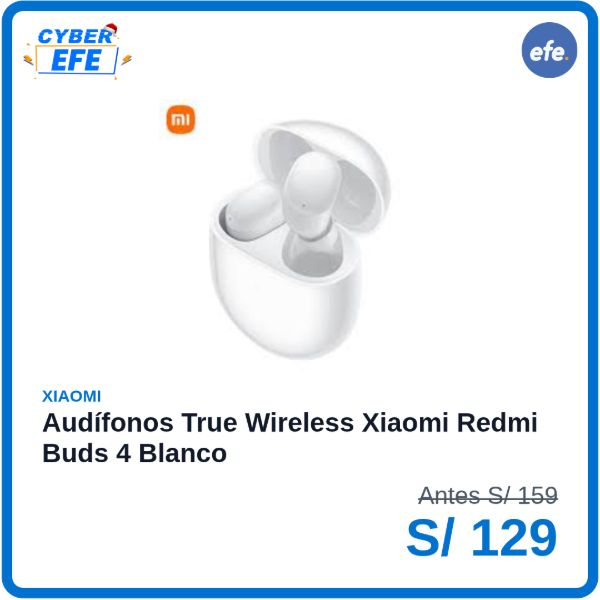 CYBER
EFE
efe.
mi
XIAOMI
Audífonos True Wireless Xiaomi Redmi
Buds 4 Blanco
Antes S/ 159
S/ 129